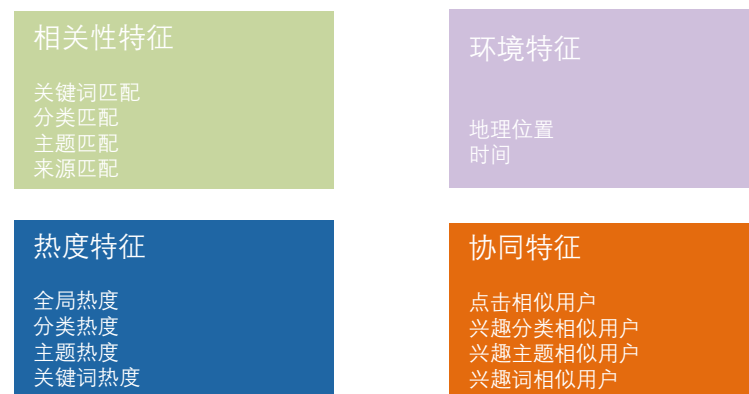 相关性特征
关键词匹配
分类匹配
主题匹配
来源匹配
环境特征
地理位置
时间
热度特征
全局热度
分类热度
主题热度
关键词热度
协同特征
点击相似用户
兴趣分类相似用户
兴趣主题相似用户
兴趣词相似用户